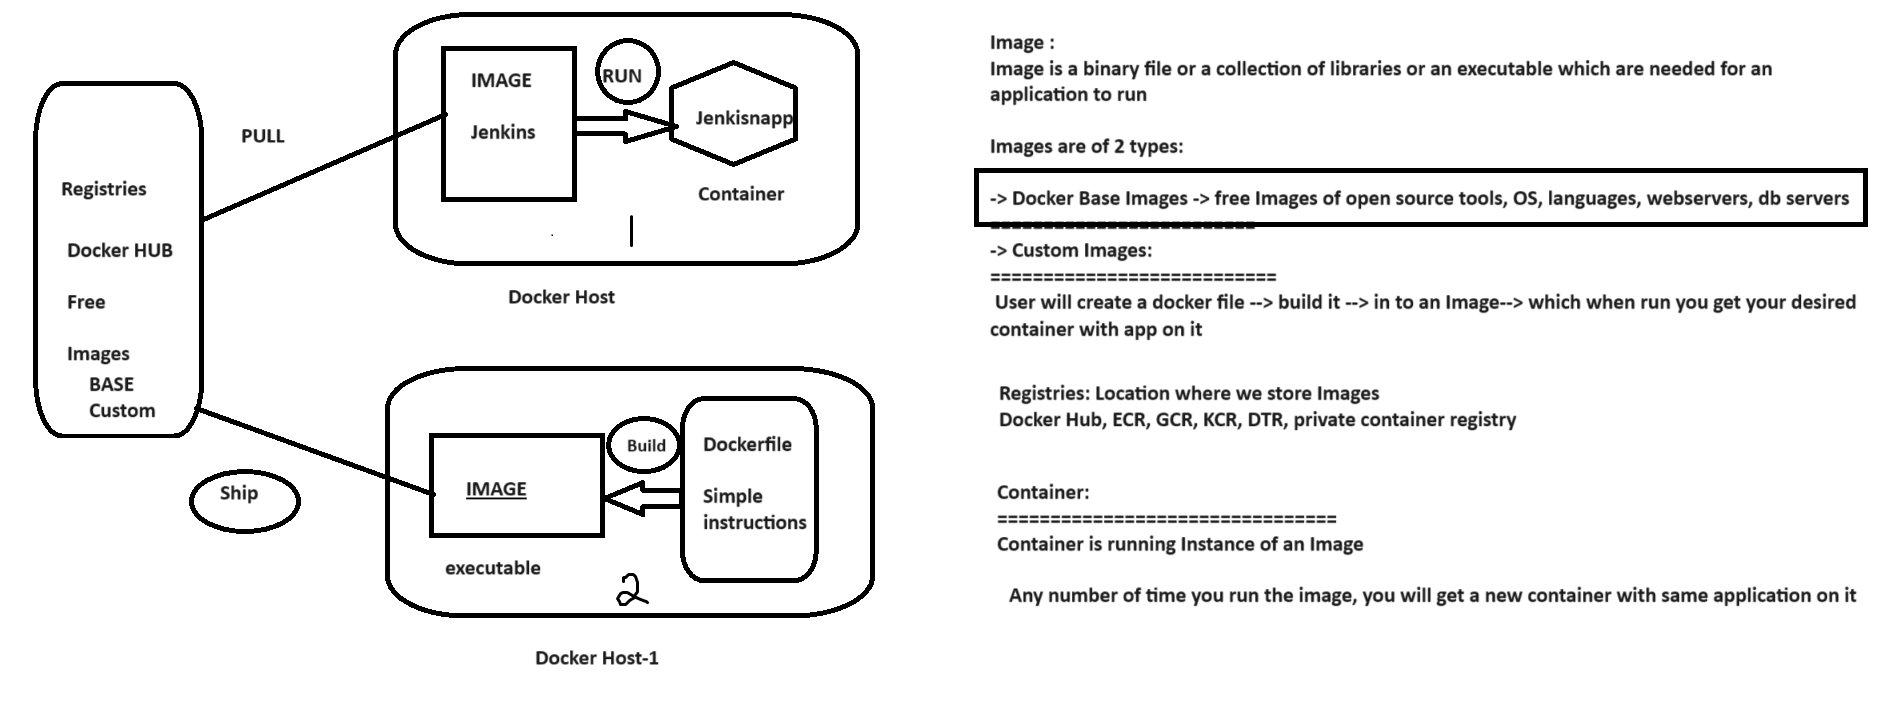 Registries
Docker HUB
Free
Images
BASE
Custom
PULL
Ship
IMAGE
Jenkins
RUN
Jenkisnapp
Container
1
Docker Host
IMAGE
executable
Build
Dockerfile
Simple
instructions
2
Docker Host-1
Image :
Image is a binary file or a collection of libraries or an executable which are needed for an
application to run
Images are of 2 types:
-> Docker Base Images -> free Images of open source tools, OS, languages, webservers, db servers
=========================
-> Custom Images:
===========================
User will create a docker file --> build it --> in to an Image--> which when run you get your desired
container with app on it
Registries: Location where we store Images
Docker Hub, ECR, GCR, KCR, DTR, private container registry
Container:
================================
Container is running Instance of an Image
Any number of time you run the image, you will get a new container with same application on it